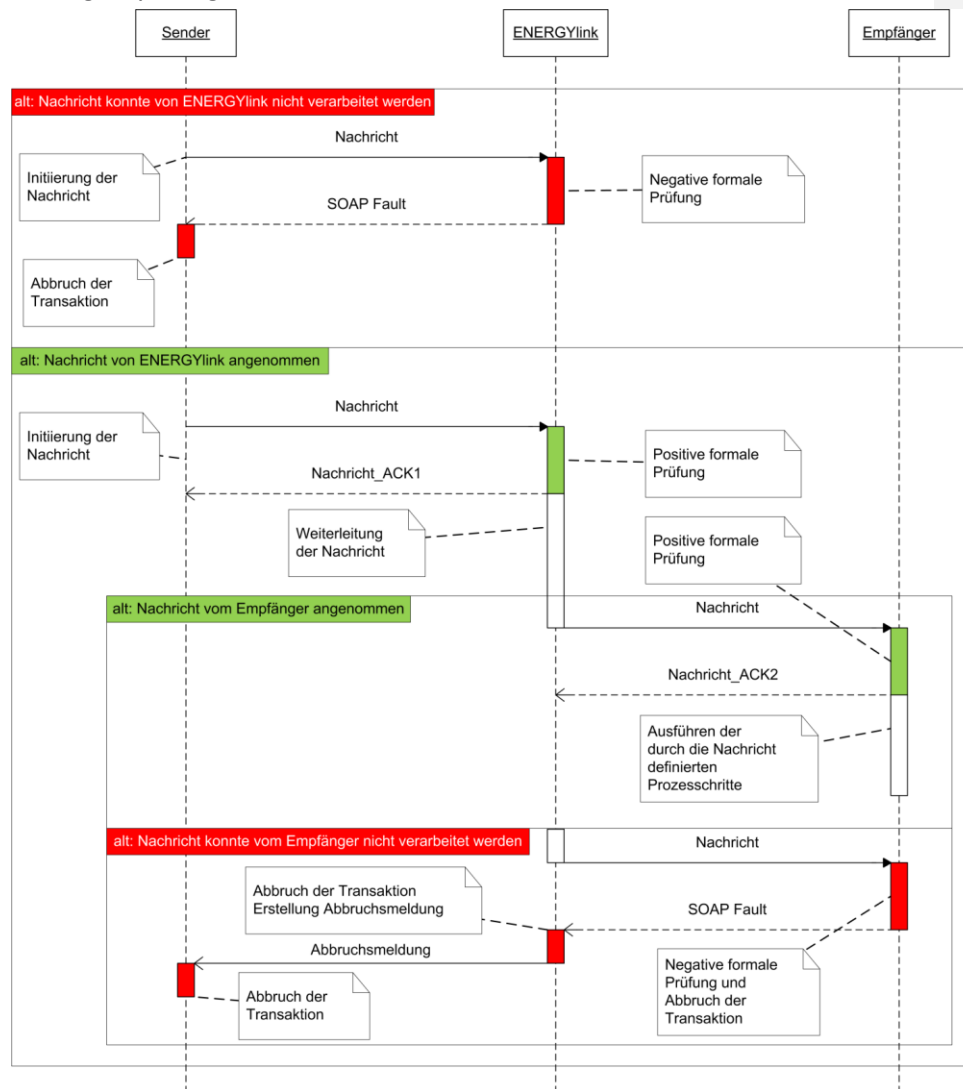 Sender
ENERGYlink
Empfänger
alt: Nachricht konnte von ENERGYlink nicht verarbeitet werden
Nachricht
Initiierung der
Nachricht
Negative formale
Prüfung
SOAP Fault
Abbruch der
Transaktion
alt: Nachricht von ENERGYlink angenommen
Nachricht
Initiierung der
Nachricht
Positive formale
Prüfung
Nachricht_ACK1
Weiterleitung
der Nachricht
Positive formale
Prüfung
alt: Nachricht vom Empfänger angenommen
Nachricht
Nachricht_ACK2
Ausführen der
durch die Nachricht
definierten
Prozesschritte
alt: Nachricht konnte vom Empfänger nicht verarbeitet werden
Nachricht
Abbruch der Transaktion
Erstellung Abbruchsmeldung
SOAP Fault
Abbruchsmeldung
Negative formale
Prüfung und
Abbruch der
Transaktion
Abbruch der
Transaktion